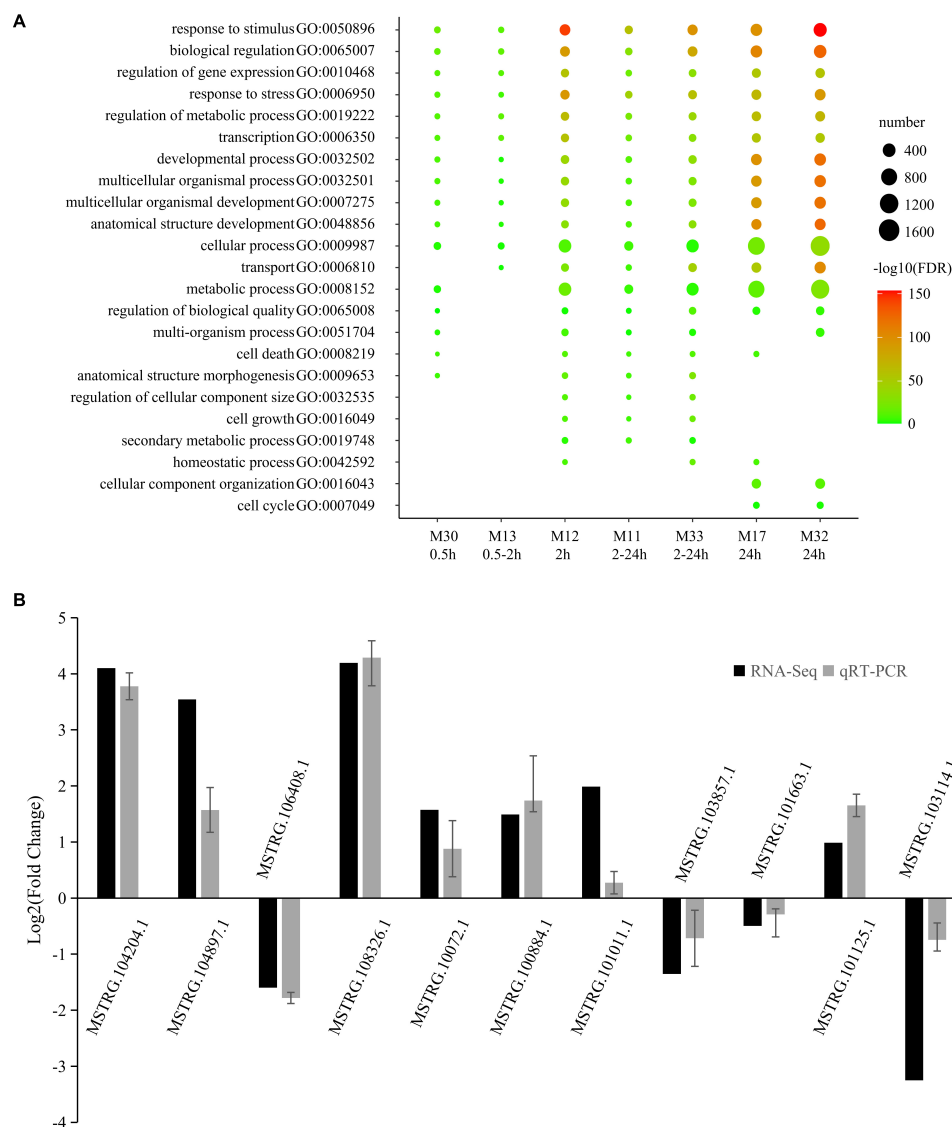 A
response to stimulus GO:0050896
biological regulation GO:0065007
regulation of gene expression GO:0010468
response to stress GO:0006950
regulation of metabolic process GO:0019222
transcription GO:0006350
developmental process GO:0032502
multicellular organismal process GO:0032501
multicellular organismal development GO:0007275
anatomical structure development GO:0048856
cellular process GO:0009987
transport GO:0006810
metabolic process GO:0008152
regulation of biological quality GO:0065008
multi-organism process GO:0051704
cell death GO:0008219
anatomical structure morphogenesis GO:0009653
regulation of cellular component size GO:0032535
cell growth GO:0016049
secondary metabolic process GO:0019748
homeostatic process GO:0042592
cellular component organization GO:0016043
cell cycle GO:0007049
M30 M13 M12 M11 M33 M17 M32
0.5h 0.5-2h 2h 2-24h 2-24h 24h 24h
number
400
800
1200
1600
-log10(FDR)
150
100
50
0
B
Log2(Fold Change)
5
4
3
2
1
0
-1
-2
-3
-4
RNA-Seq qRT-PCR
MSTRG.104204.1
MSTRG.104897.1
MSTRG.106408.1
MSTRG.108326.1
MSTRG.10072.1
MSTRG.100884.1
MSTRG.101011.1
MSTRG.103857.1
MSTRG.101663.1
MSTRG.101125.1
MSTRG.103114.1